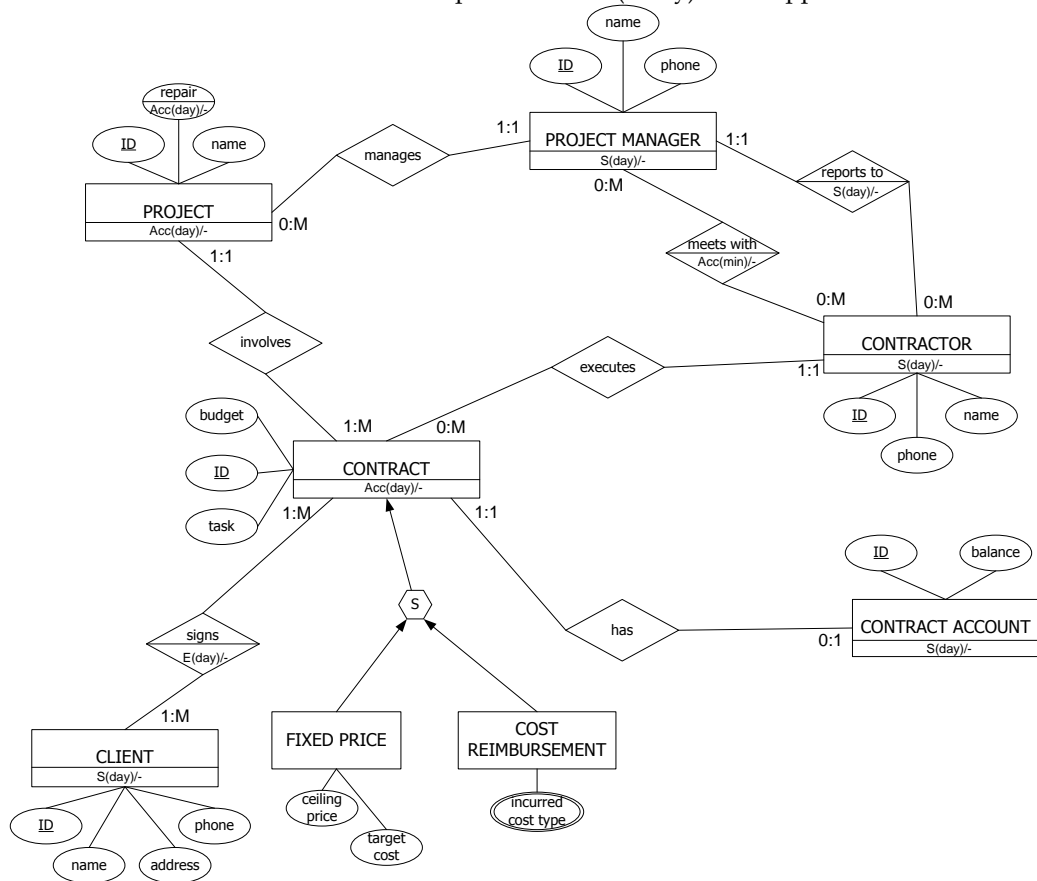 name
ID
phone
repair
Acc(day)/-
ID
name
1:1
PROJECT MANAGER
S(day)/-
1:1
manages
0:M
reports to
S(day)/-
PROJECT
Acc(day)/-
0:M
1:1
meets with
Acc(min)/-
0:M
0:M
involves
executes
CONTRACTOR
S(day)/-
1:1
ID
name
phone
budget
1:M
0:M
ID
CONTRACT
Acc(day)/-
task
1:M
1:1
ID
balance
S
signs
E(day)/-
has
0:1
CONTRACT ACCOUNT
S(day)/-
1:M
CLIENT
S(day)/-
FIXED PRICE
COST
REIMBURSEMENT
ID
phone
name
address
ceiling
price
target
cost
incurred
cost type